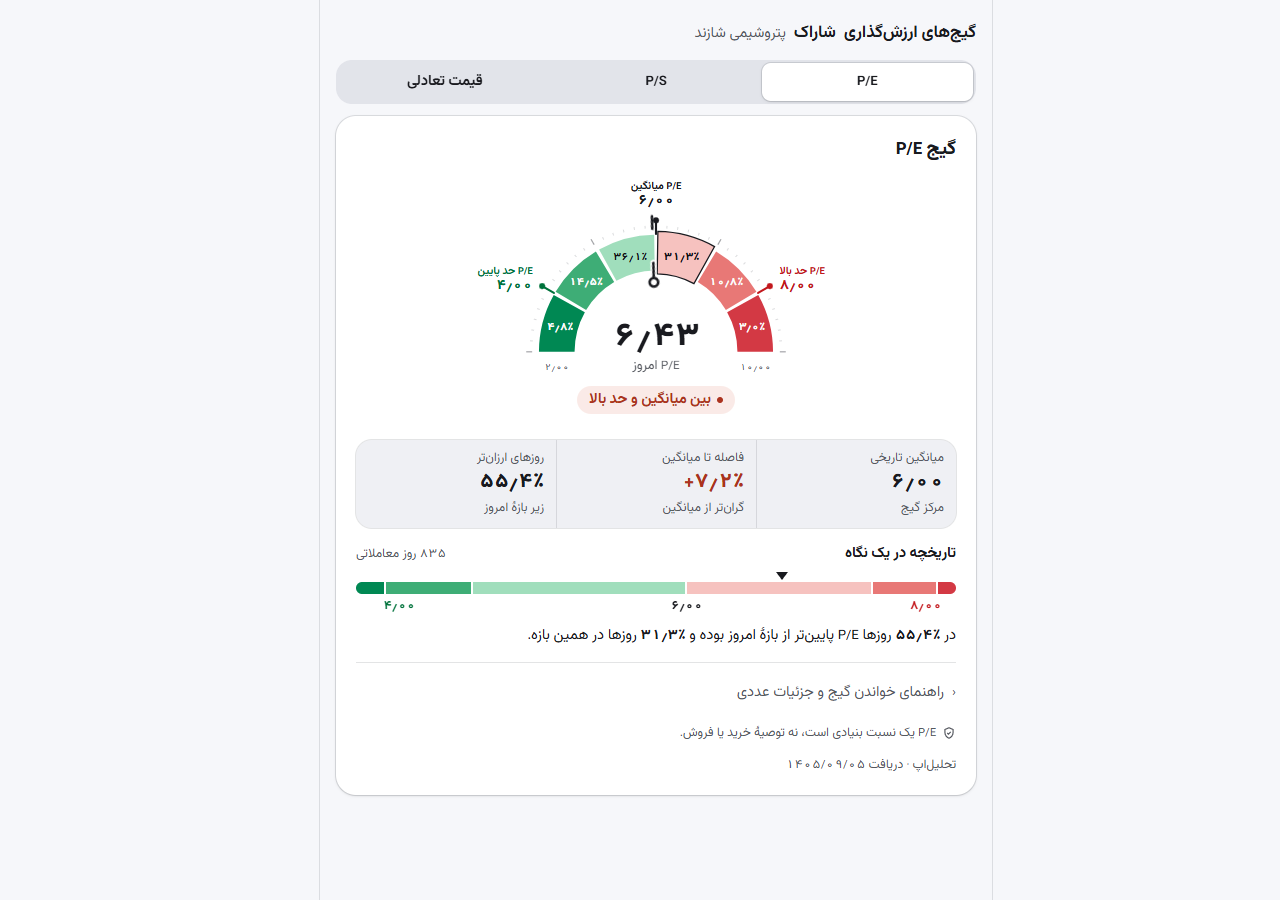 گیج‌های ارزش‌گذاری شاراک پتروشیمی شازند
P/E
P/S
قیمت تعادلی
گیج P/E
P/E میانگین
۶٫۰۰
P/E حد بالا
۸٫۰۰
P/E حد پایین
۴٫۰۰
۳۱٫۳٪
۳۶٫۱٪
۱۰٫۸٪
۱۴٫۵٪
۳٫۰٪
۴٫۸٪
۶٫۴۳
P/E امروز
۱۰٫۰۰
۲٫۰۰
بین میانگین و حد بالا
میانگین تاریخی
۶٫۰۰
مرکز گیج
فاصله تا میانگین
+۷٫۲٪
گران‌تر از میانگین
روزهای ارزان‌تر
۵۵٫۴٪
زیر بازهٔ امروز
تاریخچه در یک نگاه
۸۳۵ روز معاملاتی
۸٫۰۰
۶٫۰۰
۴٫۰۰
در ۵۵٫۴٪ روزها P/E پایین‌تر از بازهٔ امروز بوده و ۳۱٫۳٪ روزها در همین بازه.
‹ راهنمای خواندن گیج و جزئیات عددی
P/E یک نسبت بنیادی است، نه توصیهٔ خرید یا فروش.
تحلیل‌اپ · دریافت ۱۴۰۵/۰۹/۰۵